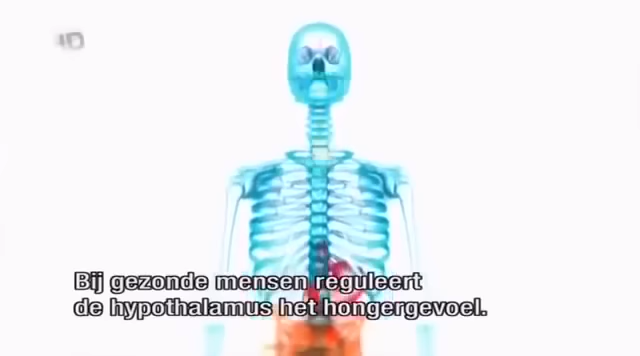 Bij gezonde mensen reguleert
de hypothalamus het hongergevoel.